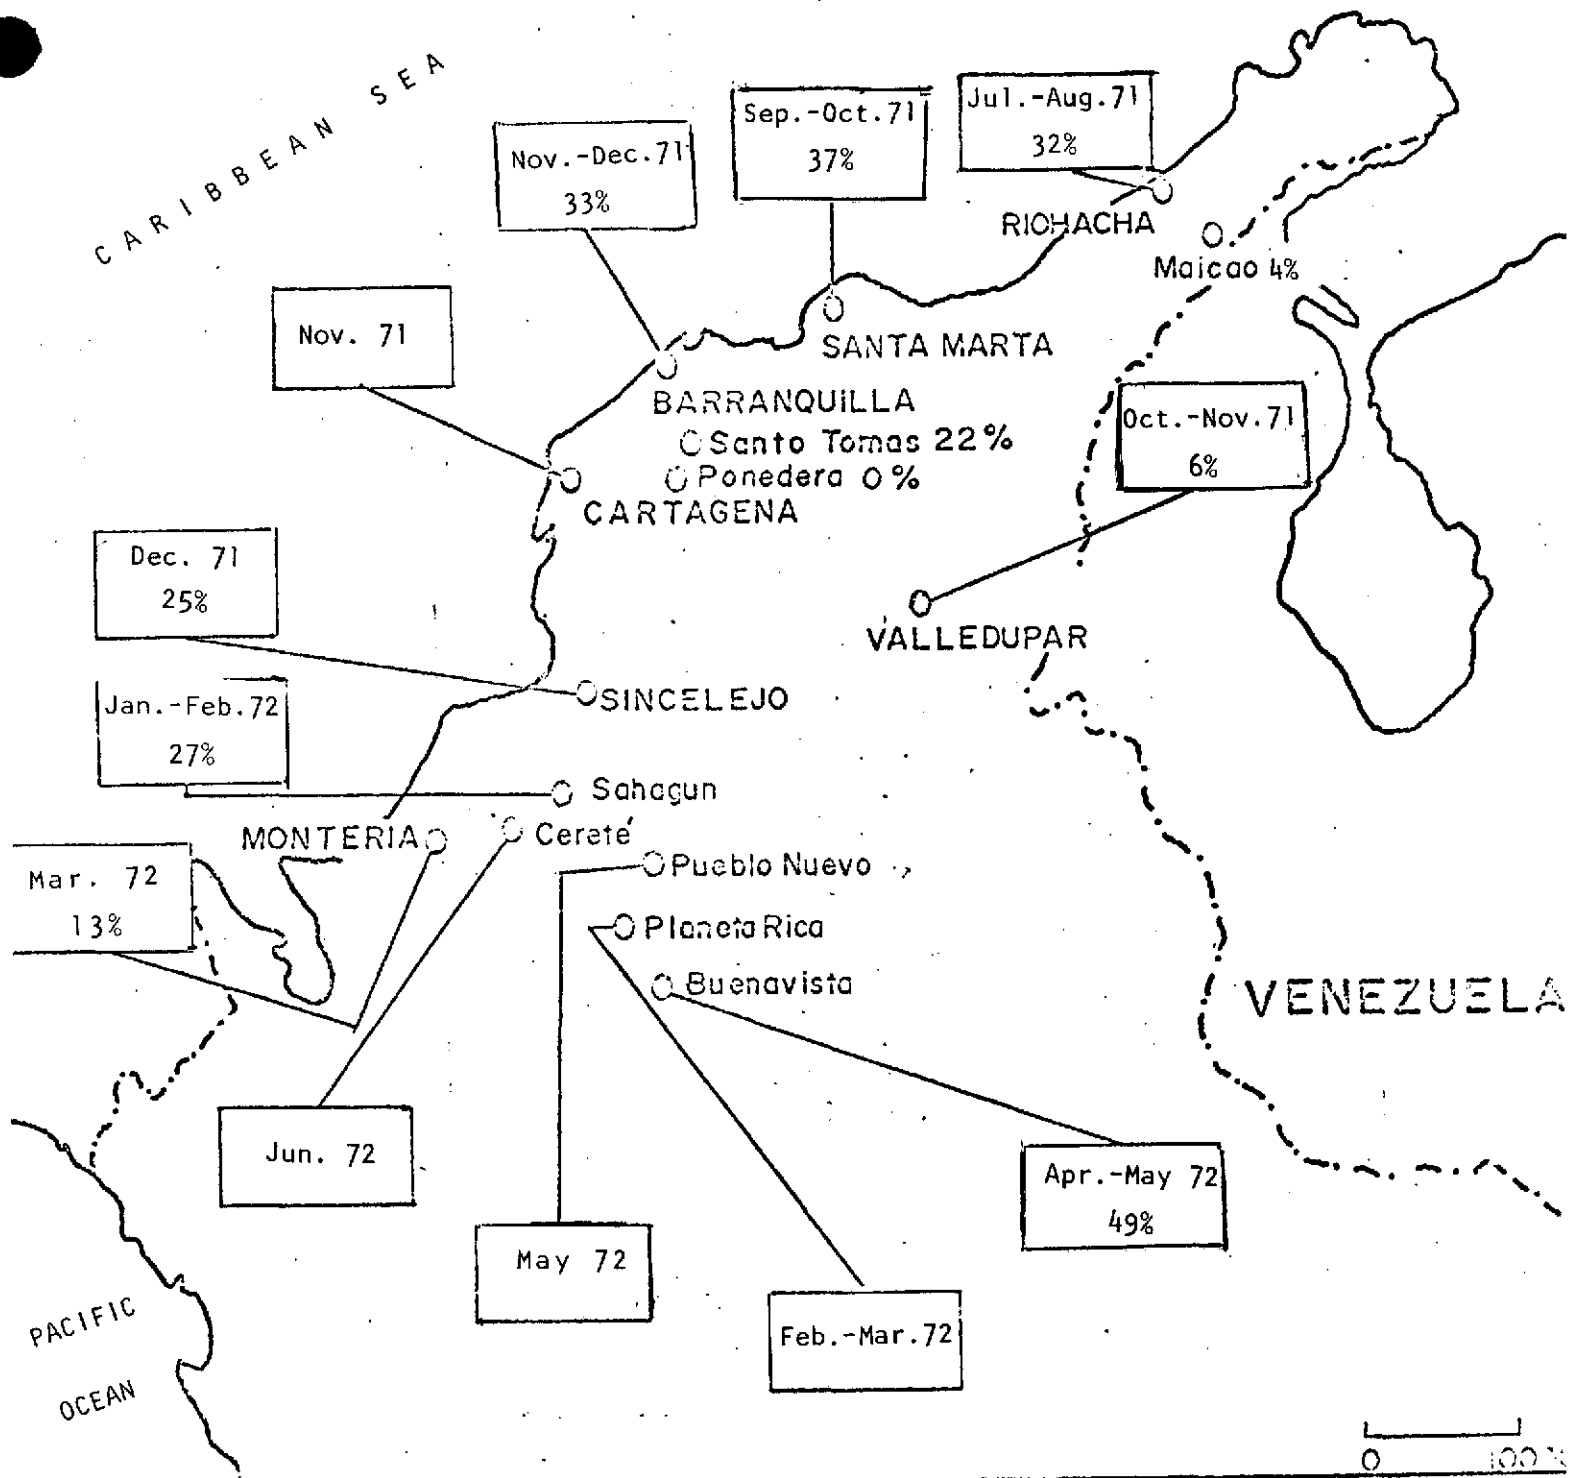 CARIBBEAN SEA
Sep.-Oct.71
37%
Jul.-Aug.71
32%
Nov.-Dec.71
33%
RIOHACHA
Maicao 4%
Nov. 71
SANTA MARTA
BARRANQUILLA
Santo Tomas 22%
Ponedera 0%
CARTAGENA
Oct.-Nov.71
6%
Dec. 71
25%
VALLEDUPAR
SINCELEJO
Jan.-Feb.72
27%
Sahagun
MONTERIA
Cereté
Mar. 72
13%
Pueblo Nuevo
Planeta Rica
Buenavista
VENEZUELA
Jun. 72
Apr.-May 72
49%
May 72
Feb.-Mar.72
PACIFIC
OCEAN
0 100